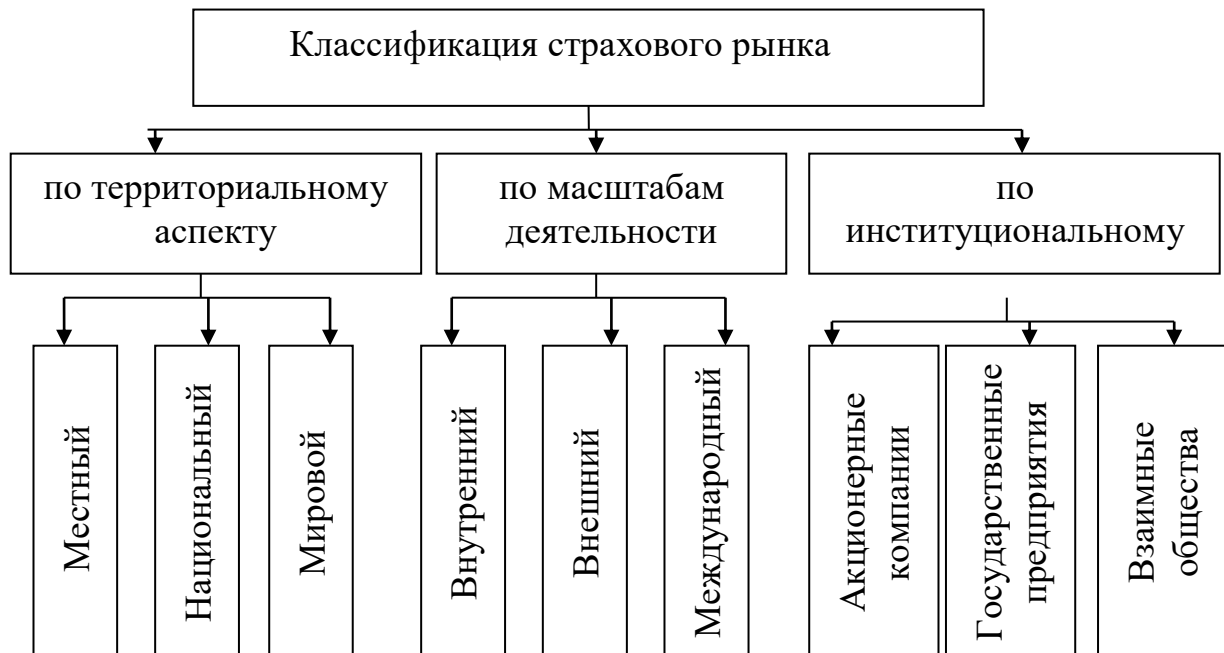 Классификация страхового рынка
по территориальному
аспекту
по масштабам
деятельности
по
институциональному
Местный
Национальный
Мировой
Внутренний
Внешний
Международный
Акционерные
компании
Государственные
предприятия
Взаимные
общества